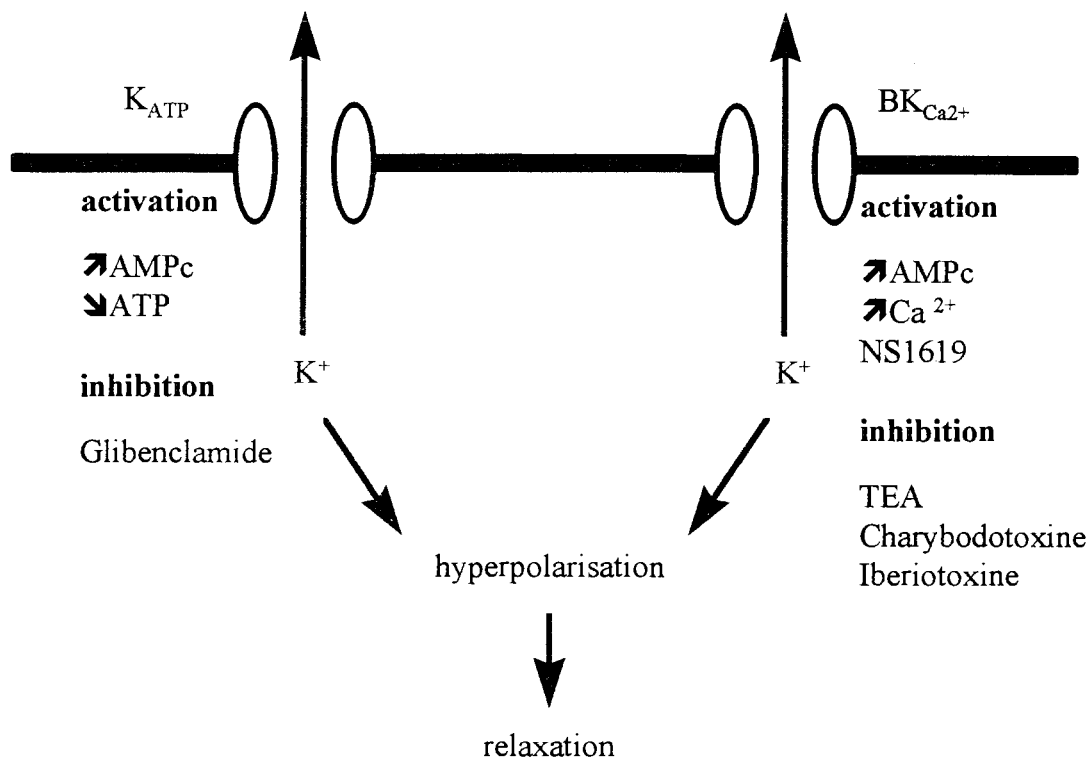 K_ATP
activation
↗AMPc
↘ATP
inhibition
Glibenclamide
K⁺
BK_Ca2+
activation
↗AMPc
↗Ca ²⁺
NS1619
inhibition
TEA
Charybodotoxine
Iberiotoxine
K⁺
hyperpolarisation
relaxation